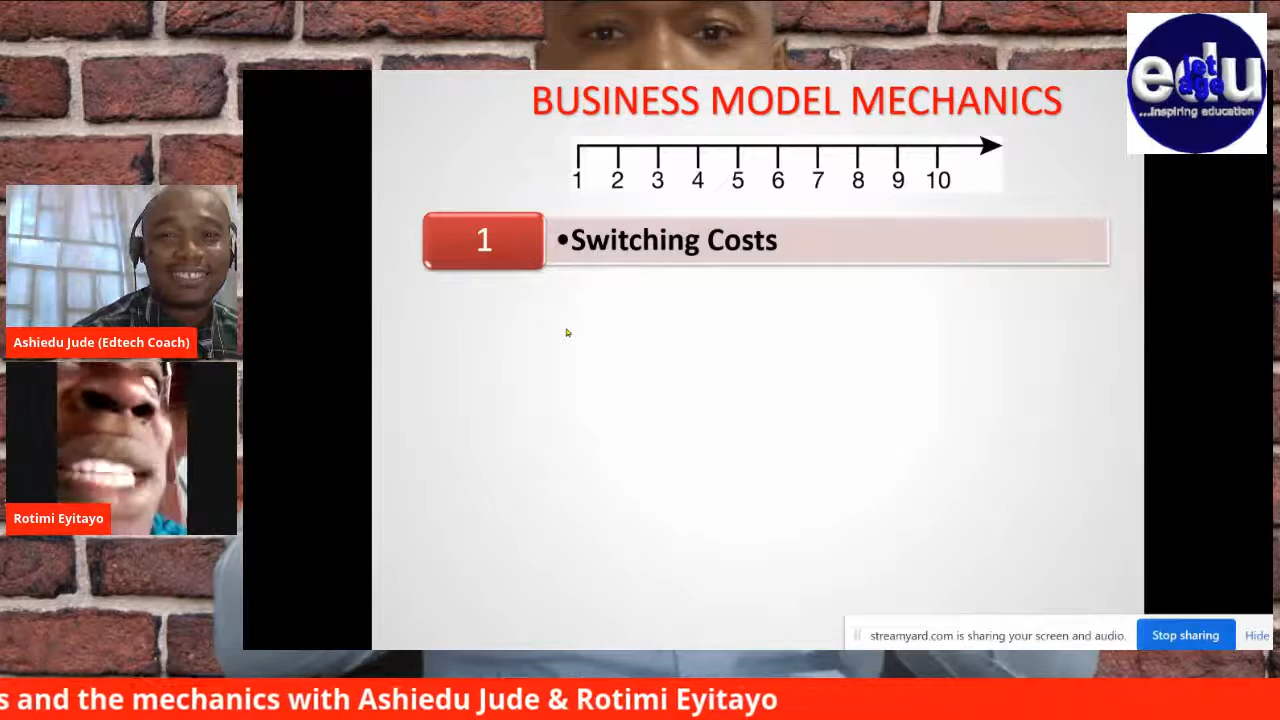 BUSINESS MODEL MECHANICS
1 2 3 4 5 6 7 8 9 10
1 •Switching Costs
edu
let
age
...inspiring education
Ashiedu Jude (Edtech Coach)
Rotimi Eyitayo
streamyard.com is sharing your screen and audio. Stop sharing Hide
s and the mechanics with Ashiedu Jude & Rotimi Eyitayo